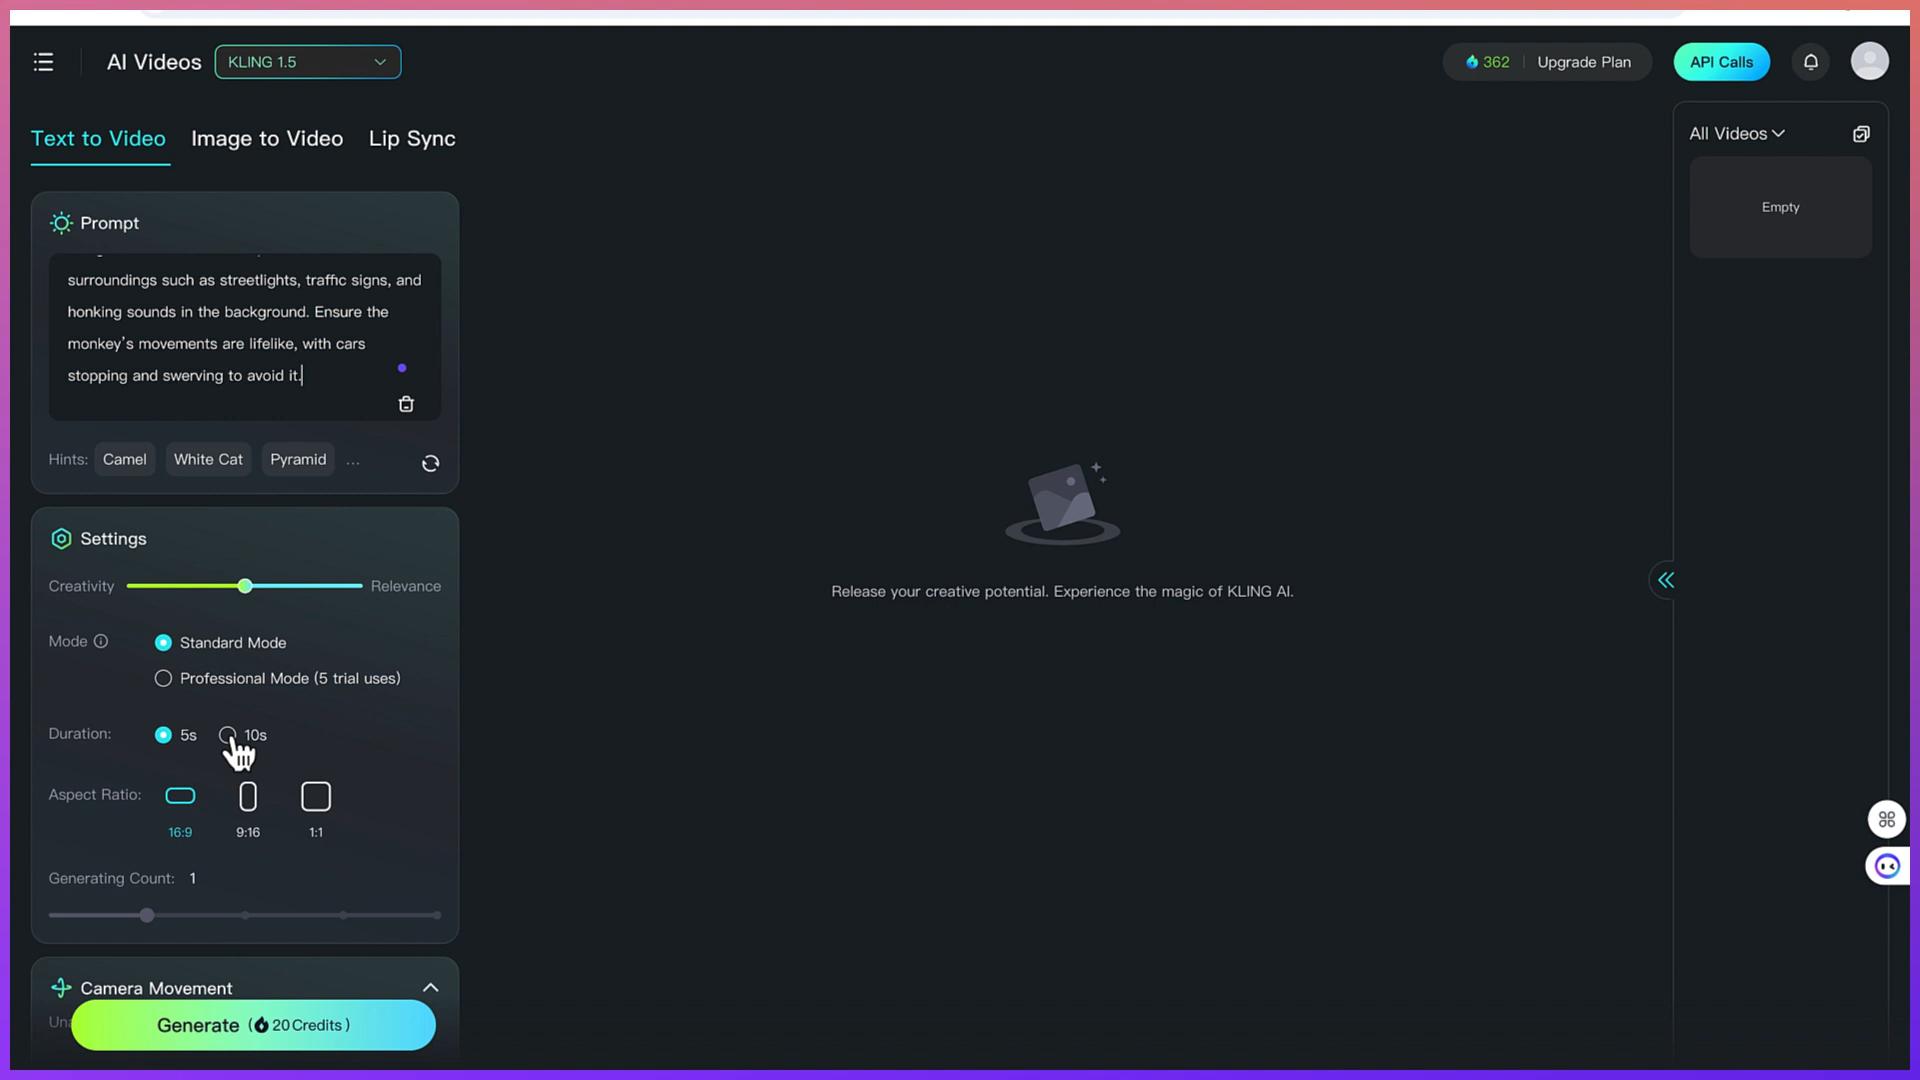 AI Videos
KLING 1.5
362
Upgrade Plan
API Calls
Text to Video
Image to Video
Lip Sync
All Videos
Empty
Prompt
surroundings such as streetlights, traffic signs, and
honking sounds in the background. Ensure the
monkey's movements are lifelike, with cars
stopping and swerving to avoid it.
Hints:
Camel
White Cat
Pyramid
...
Settings
Creativity
Relevance
Mode
Standard Mode
Professional Mode (5 trial uses)
Duration:
5s
10s
Aspect Ratio:
16:9
9:16
1:1
Generating Count: 1
Camera Movement
Generate (20 Credits)
Release your creative potential. Experience the magic of KLING AI.